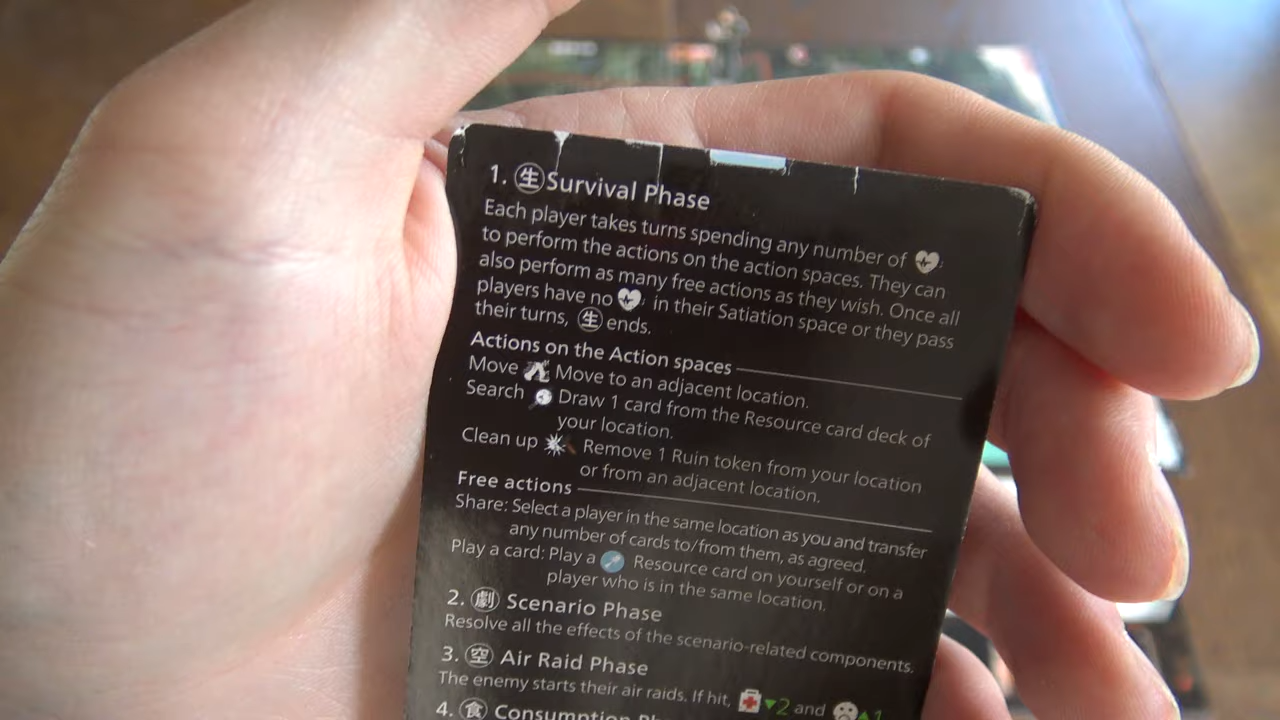 1. 生 Survival Phase
Each player takes turns spending any number of
to perform the actions on the action spaces. They can
also perform as many free actions as they wish. Once all
players have no in their Satiation space or they pass
their turns, 生 ends.
Actions on the Action spaces
Move Move to an adjacent location.
Search Draw 1 card from the Resource card deck of
your location.
Clean up Remove 1 Ruin token from your location
or from an adjacent location.
Free actions
Share: Select a player in the same location as you and transfer
any number of cards to/from them, as agreed.
Play a card: Play a Resource card on yourself or on a
player who is in the same location.
2. 劇 Scenario Phase
Resolve all the effects of the scenario-related components.
3. 空 Air Raid Phase
The enemy starts their air raids. If hit, ▼2 and ▲1
4. 食 Consumption